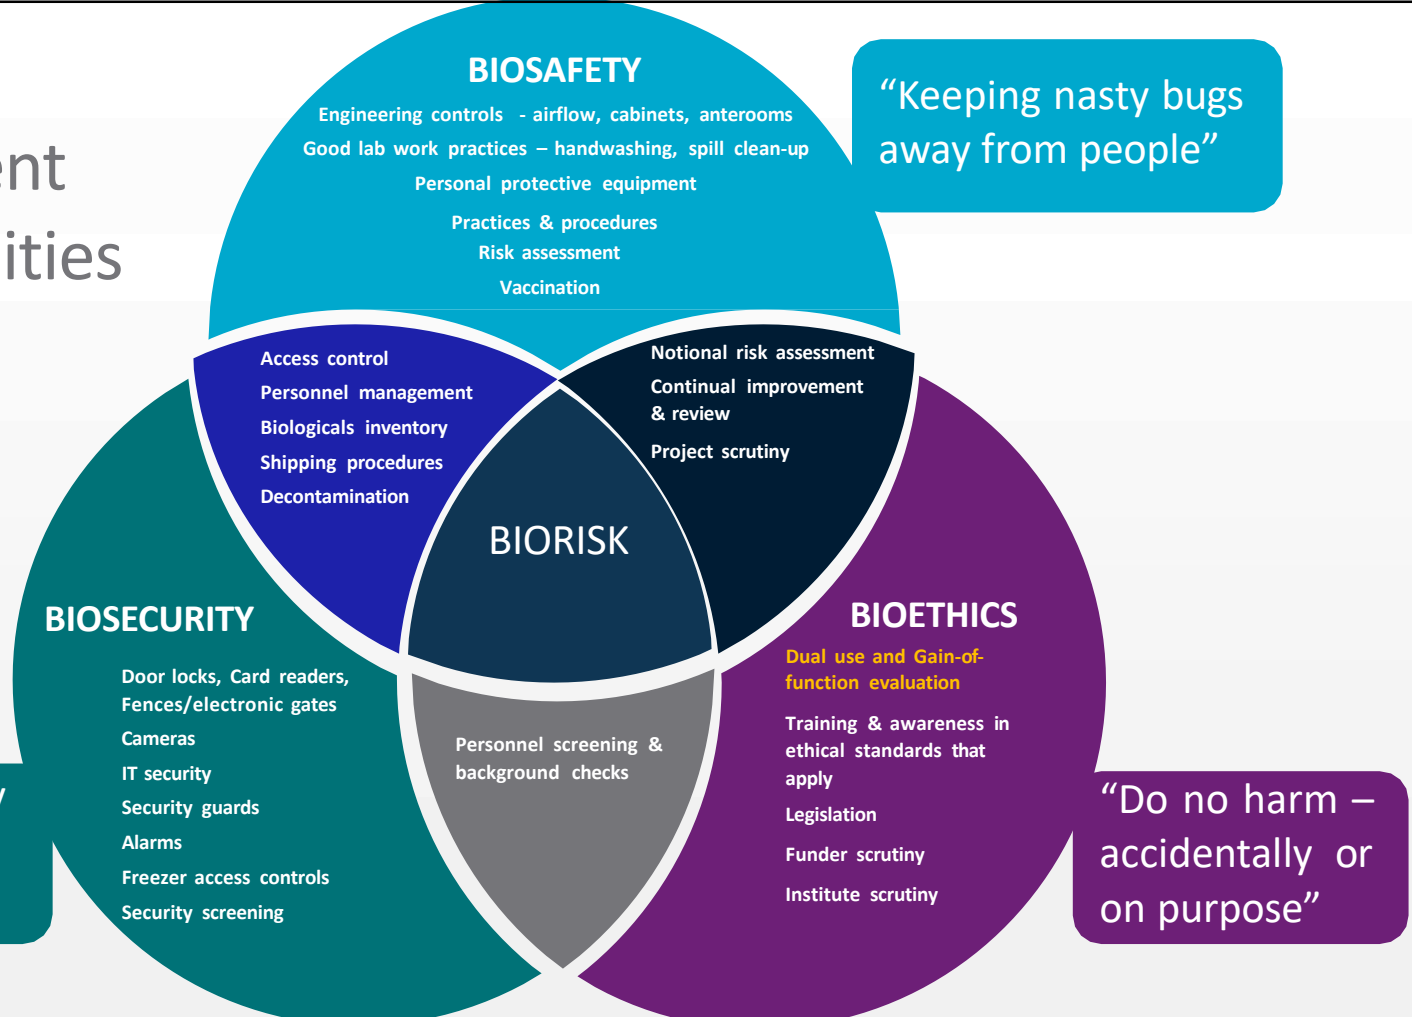 BIOSAFETY
Engineering controls - airflow, cabinets, anterooms
Good lab work practices – handwashing, spill clean-up
Personal protective equipment
Practices & procedures
Risk assessment
Vaccination
“Keeping nasty bugs
away from people”
Access control
Personnel management
Biologicals inventory
Shipping procedures
Decontamination
Notional risk assessment
Continual improvement
& review
Project scrutiny
BIORISK
BIOSECURITY
Door locks, Card readers,
Fences/electronic gates
Cameras
IT security
Security guards
Alarms
Freezer access controls
Security screening
Personnel screening &
background checks
BIOETHICS
Dual use and Gain-of-
function evaluation
Training & awareness in
ethical standards that
apply
Legislation
Funder scrutiny
Institute scrutiny
“Do no harm –
accidentally or
on purpose”